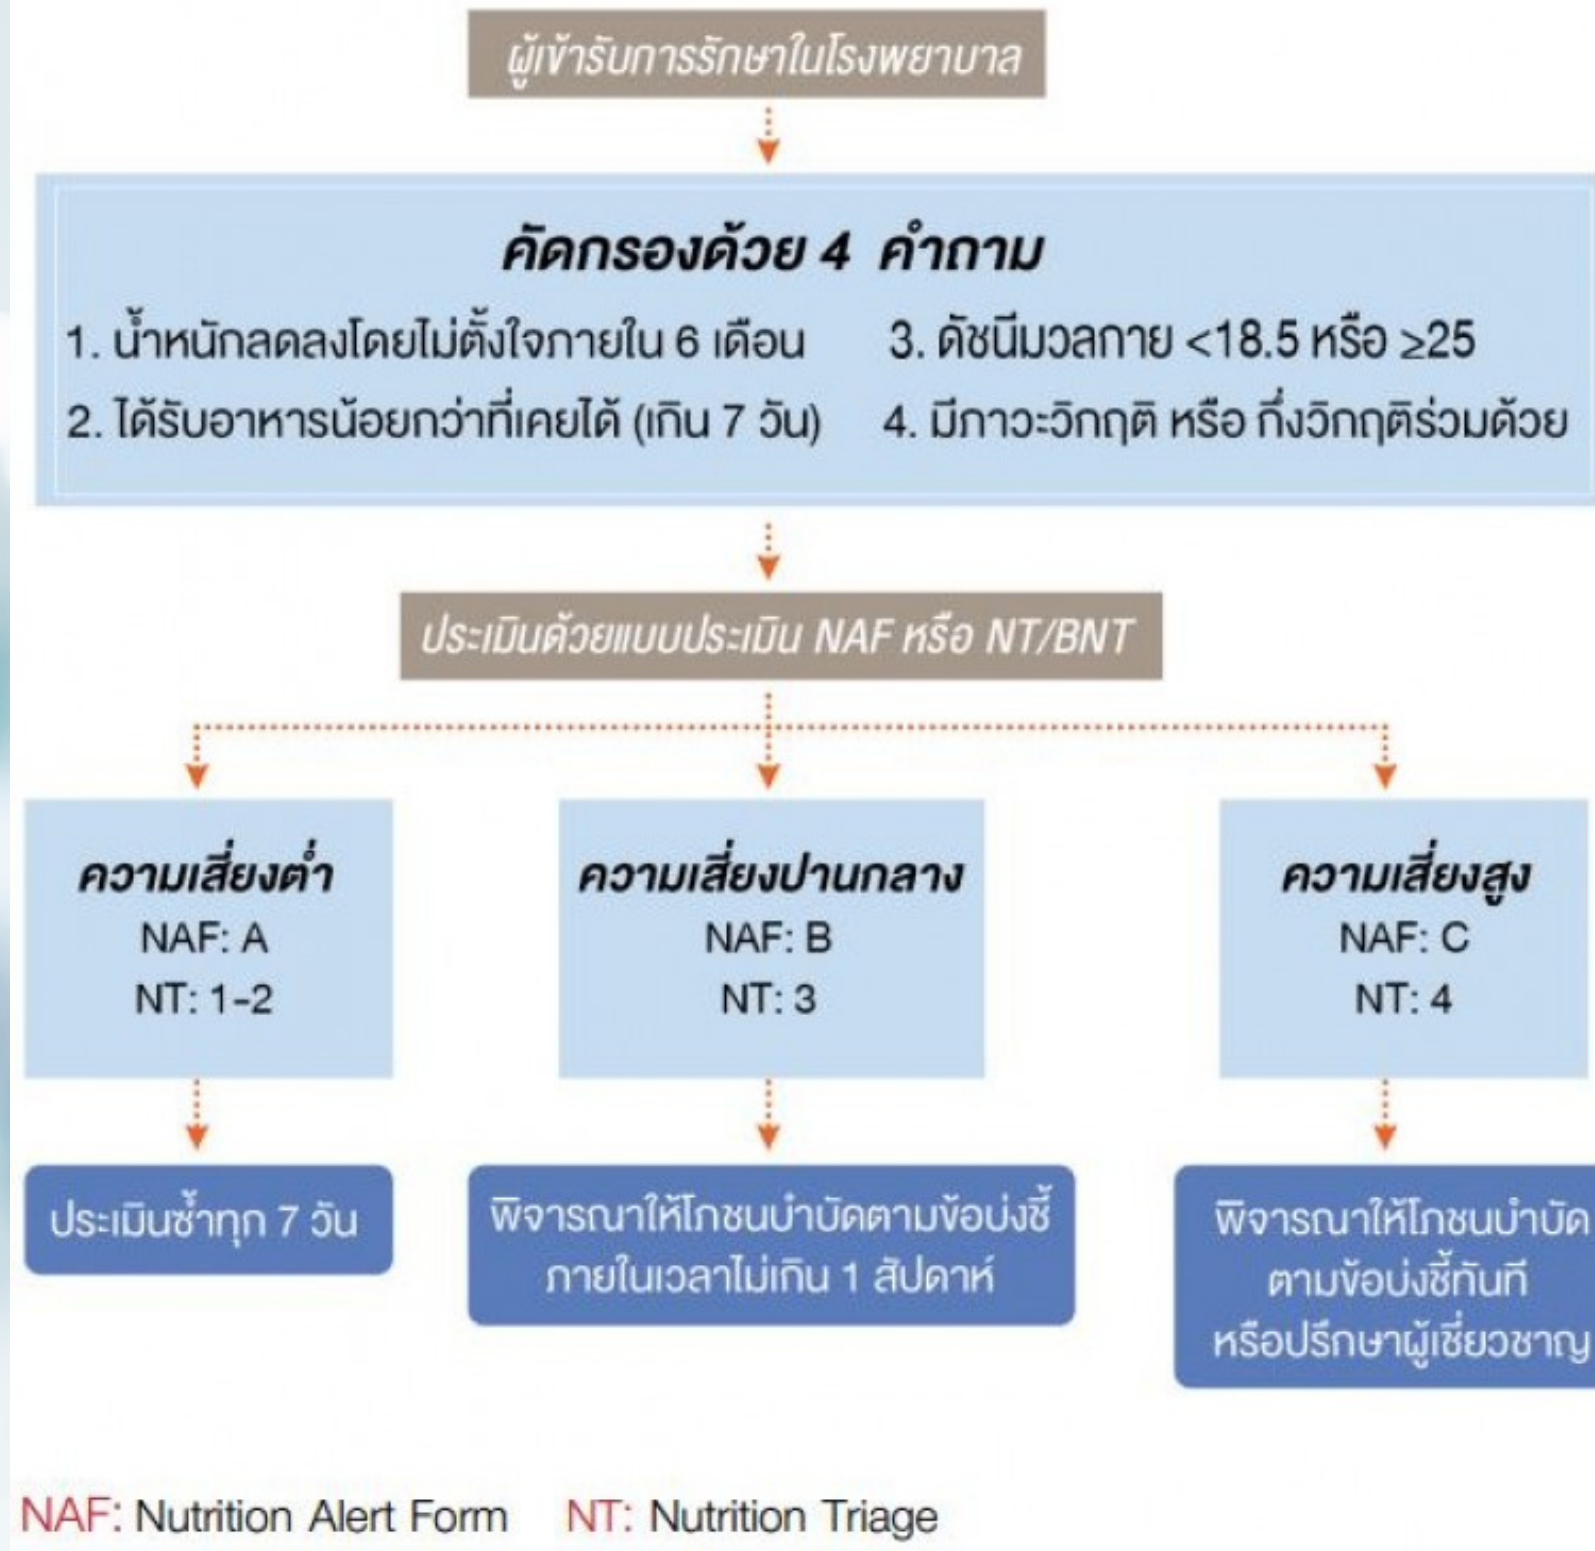 ผู้เข้ารับการรักษาในโรงพยาบาล
คัดกรองด้วย 4 คำถาม
1. น้ำหนักลดลงโดยไม่ตั้งใจภายใน 6 เดือน
2. ได้รับอาหารน้อยกว่าที่เคยได้ (เกิน 7 วัน)
3. ดัชนีมวลกาย <18.5 หรือ ≥25
4. มีภาวะวิกฤติ หรือ กึ่งวิกฤติร่วมด้วย
ประเมินด้วยแบบประเมิน NAF หรือ NT/BNT
ความเสี่ยงต่ำ
NAF: A
NT: 1-2
ประเมินซ้ำทุก 7 วัน
ความเสี่ยงปานกลาง
NAF: B
NT: 3
พิจารณาให้โภชนบำบัดตามข้อบ่งชี้
ภายในเวลาไม่เกิน 1 สัปดาห์
ความเสี่ยงสูง
NAF: C
NT: 4
พิจารณาให้โภชนบำบัด
ตามข้อบ่งชี้ทันที
หรือปรึกษาผู้เชี่ยวชาญ
NAF: Nutrition Alert Form NT: Nutrition Triage